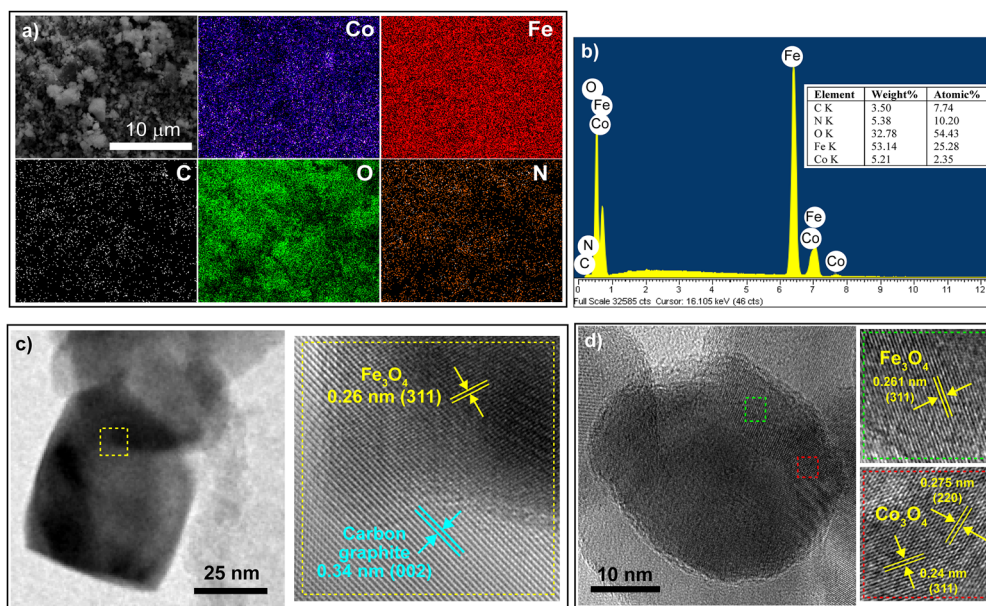 a)
Co
Fe
10 µm
C
O
N
b)
Fe
O
Fe
Co
Element Weight% Atomic%
C K 3.50 7.74
N K 5.38 10.20
O K 32.78 54.43
Fe K 53.14 25.28
Co K 5.21 2.35
Fe
N
Co
C
Co
0 1 2 3 4 5 6 7 8 9 10 11 12
Full Scale 32585 cts Cursor: 16.105 keV (46 cts)
c)
25 nm
Fe₃O₄
0.26 nm (311)
Carbon
graphite
0.34 nm (002)
d)
10 nm
Fe₃O₄
0.261 nm
(311)
0.275 nm
(220)
Co₃O₄
0.24 nm
(311)